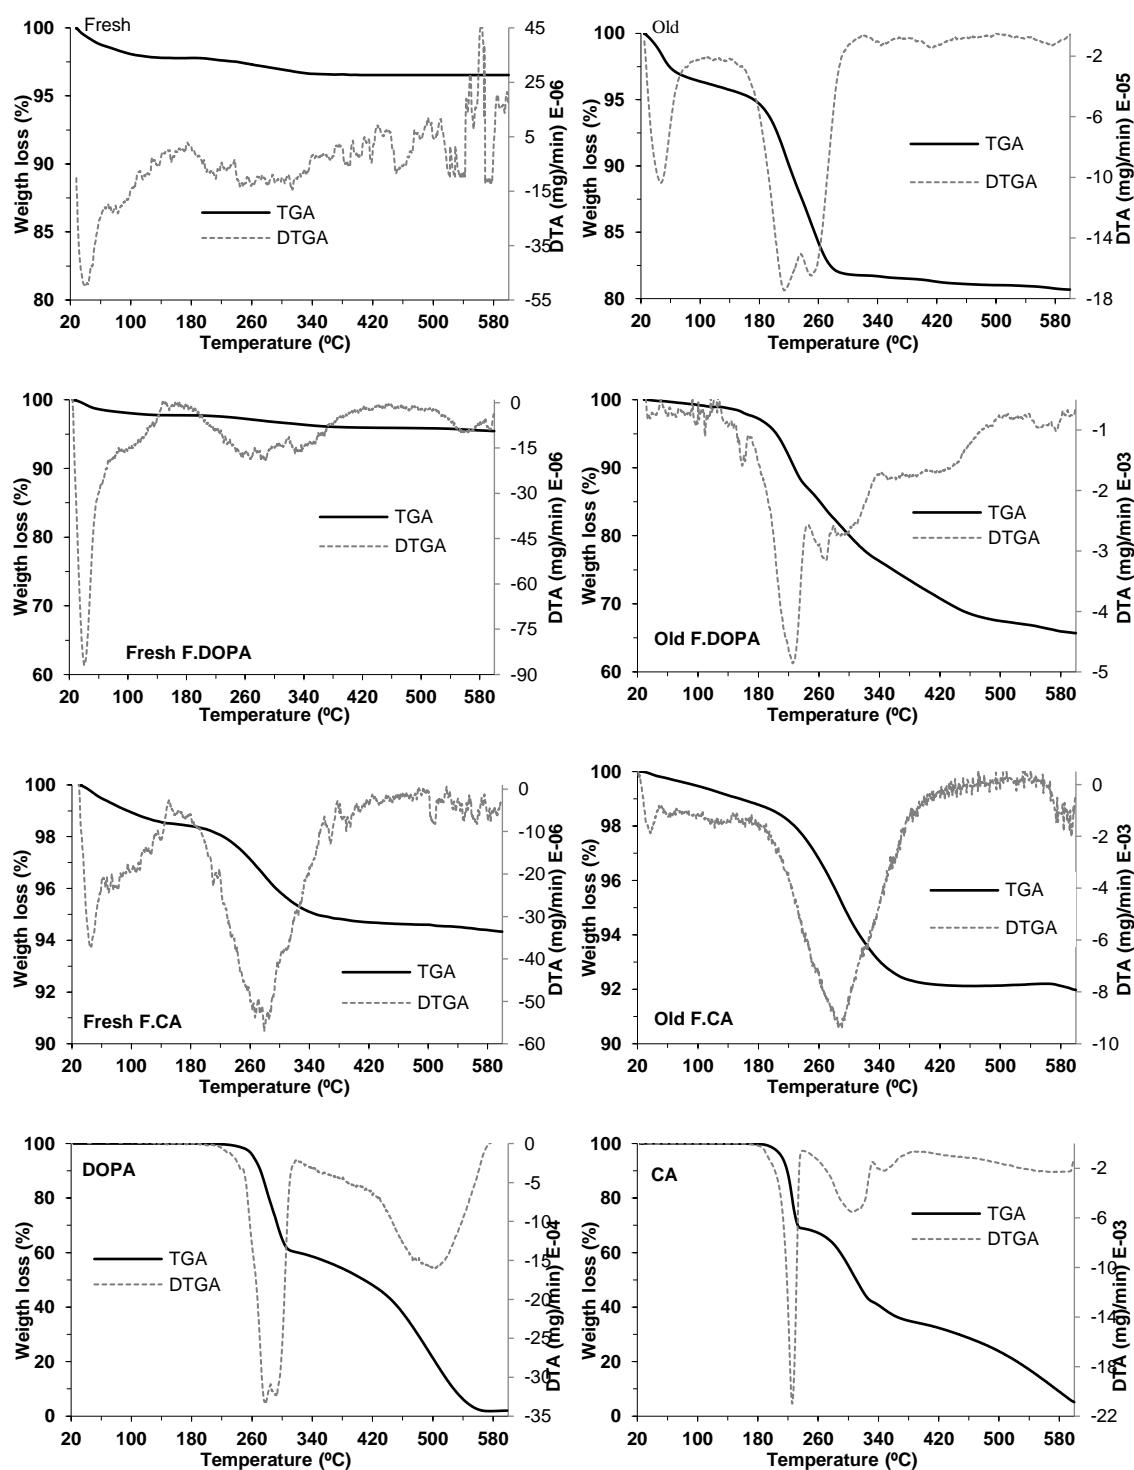 Fresh
100
95
90
85
80
Weigth loss (%)
45
25
5
-15
-35
-55
DTA (mg)/min) E-06
TGA
DTGA
20 100 180 260 340 420 500 580
Temperature (ºC)
Old
100
95
90
85
80
Weigth loss (%)
-2
-6
-10
-14
-18
DTA (mg)/min) E-05
TGA
DTGA
20 100 180 260 340 420 500 580
Temperature (ºC)
100
90
80
70
60
Weigth loss (%)
0
-15
-30
-45
-60
-75
-90
DTA (mg)/min) E-06
TGA
DTGA
Fresh F.DOPA
20 100 180 260 340 420 500 580
Temperature (ºC)
100
90
80
70
60
Weigth loss (%)
-1
-2
-3
-4
-5
DTA (mg)/min) E-03
TGA
DTGA
Old F.DOPA
20 100 180 260 340 420 500 580
Temperature (ºC)
100
98
96
94
92
90
Weigth loss (%)
0
-10
-20
-30
-40
-50
-60
DTA (mg)/min) E-06
TGA
DTGA
Fresh F.CA
20 100 180 260 340 420 500 580
Temperature (ºC)
100
98
96
94
92
90
Weigth loss (%)
0
-2
-4
-6
-8
-10
DTA (mg)/min) E-03
TGA
DTGA
Old F.CA
20 100 180 260 340 420 500 580
Temperature (ºC)
DOPA
100
80
60
40
20
0
Weigth loss (%)
0
-5
-10
-15
-20
-25
-30
-35
DTA (mg)/min) E-04
TGA
DTGA
20 100 180 260 340 420 500 580
Temperature (ºC)
CA
100
80
60
40
20
0
Weigth loss (%)
-2
-6
-10
-14
-18
-22
DTA (mg)/min) E-03
TGA
DTGA
20 100 180 260 340 420 500 580
Temperature (ºC)